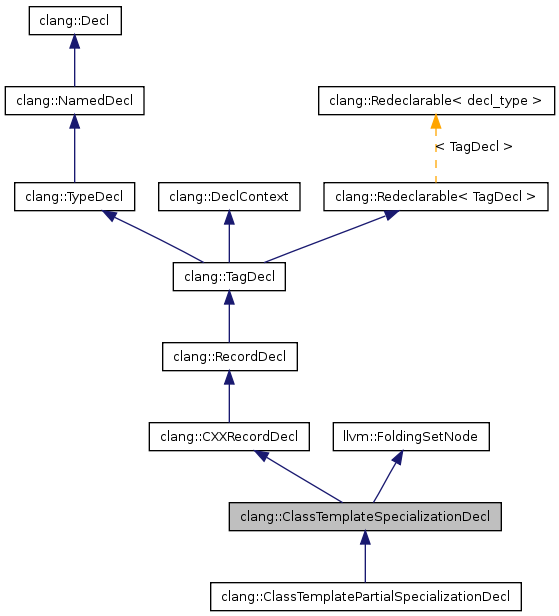 clang::Decl
clang::NamedDecl
clang::Redeclarable< decl_type >
< TagDecl >
clang::TypeDecl
clang::DeclContext
clang::Redeclarable< TagDecl >
clang::TagDecl
clang::RecordDecl
clang::CXXRecordDecl
llvm::FoldingSetNode
clang::ClassTemplateSpecializationDecl
clang::ClassTemplatePartialSpecializationDecl